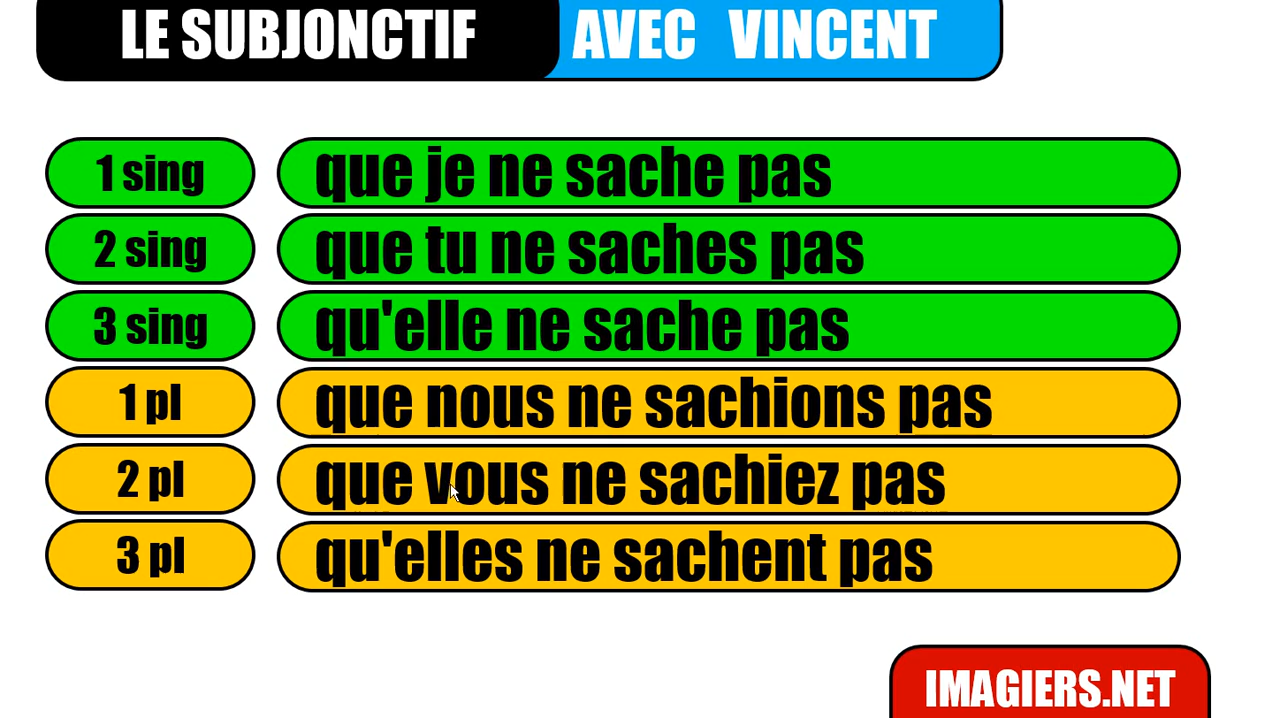 LE SUBJONCTIF AVEC VINCENT
1 sing que je ne sache pas
2 sing que tu ne saches pas
3 sing qu'elle ne sache pas
1 pl que nous ne sachions pas
2 pl que vous ne sachiez pas
3 pl qu'elles ne sachent pas
IMAGIERS.NET